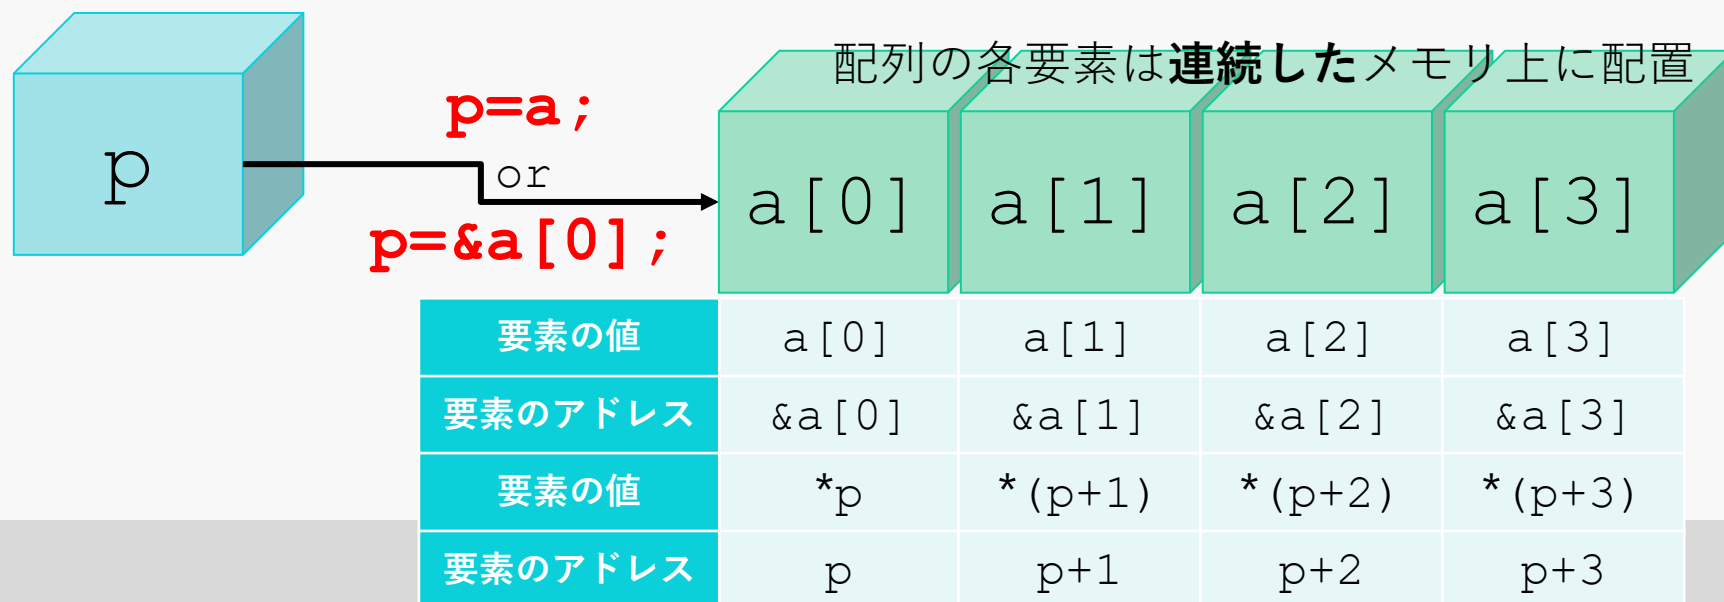 配列の各要素は連続したメモリ上に配置
p=a;
p
or
p=&a[0];
a[0] a[1] a[2] a[3]
要素の値 a[0] a[1] a[2] a[3]
要素のアドレス &a[0] &a[1] &a[2] &a[3]
要素の値 *p *(p+1) *(p+2) *(p+3)
要素のアドレス p p+1 p+2 p+3